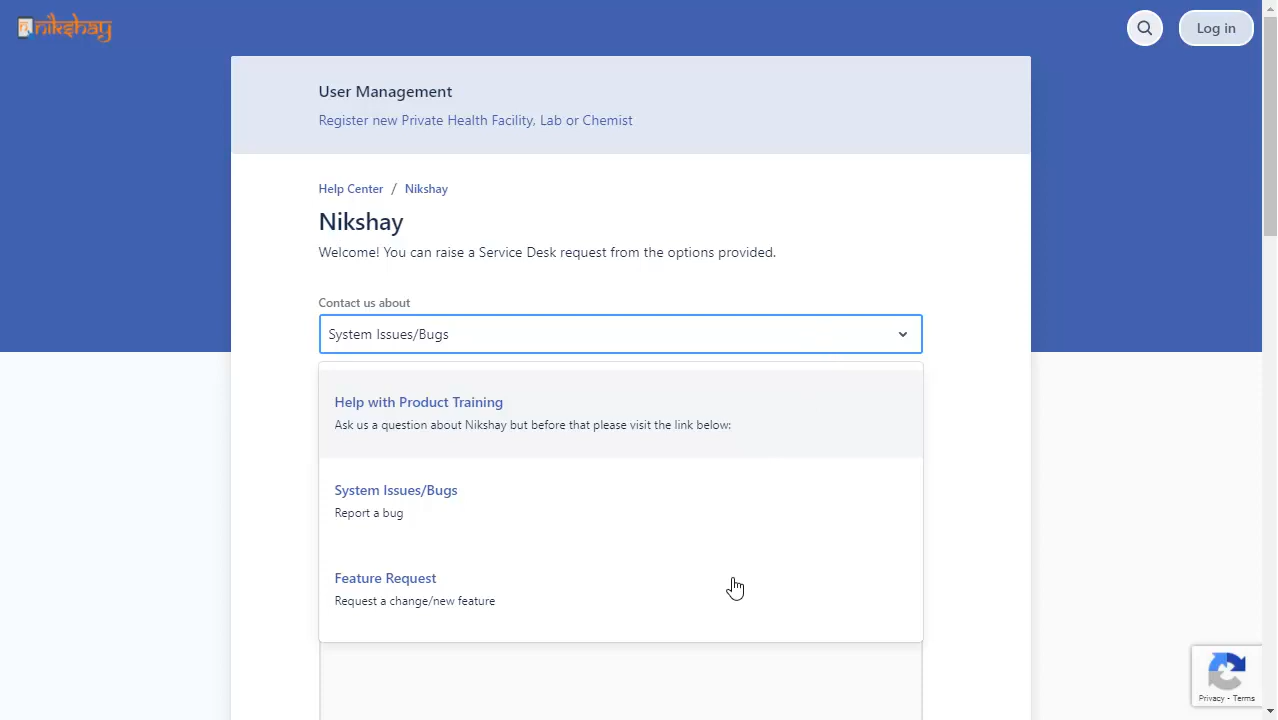 nikshay
Log in
User Management
Register new Private Health Facility, Lab or Chemist
Help Center / Nikshay
Nikshay
Welcome! You can raise a Service Desk request from the options provided.
Contact us about
System Issues/Bugs
Help with Product Training
Ask us a question about Nikshay but before that please visit the link below:
System Issues/Bugs
Report a bug
Feature Request
Request a change/new feature
Privacy - Terms